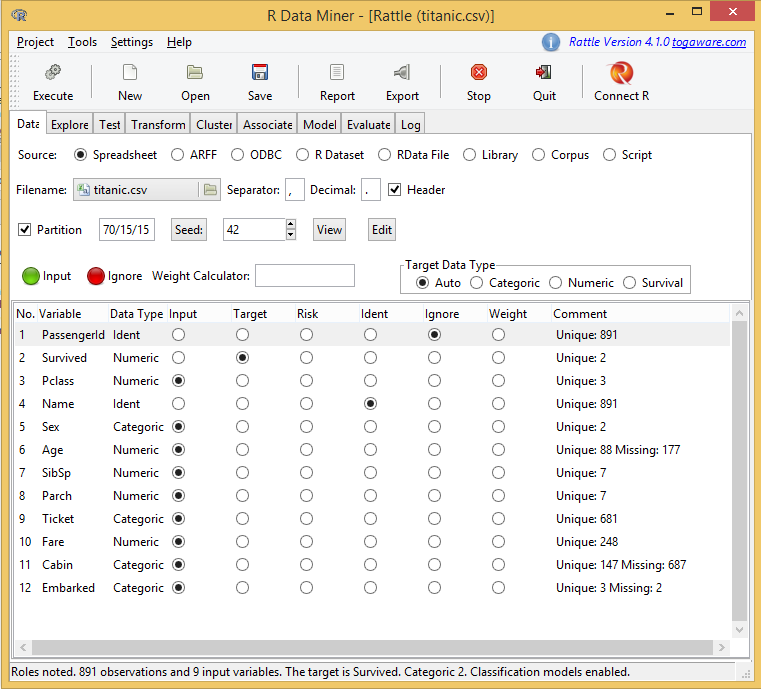 R Data Miner - [Rattle (titanic.csv)]
Project Tools Settings Help Rattle Version 4.1.0 togaware.com
Execute New Open Save Report Export Stop Quit Connect R
Data Explore Test Transform Cluster Associate Model Evaluate Log
Source: Spreadsheet ARFF ODBC R Dataset RData File Library Corpus Script
Filename: titanic.csv Separator: , Decimal: . Header
Partition 70/15/15 Seed: 42 View Edit
Target Data Type
Input Ignore Weight Calculator: Auto Categoric Numeric Survival
No. Variable Data Type Input Target Risk Ident Ignore Weight Comment
1 PassengerId Ident Unique: 891
2 Survived Numeric Unique: 2
3 Pclass Numeric Unique: 3
4 Name Ident Unique: 891
5 Sex Categoric Unique: 2
6 Age Numeric Unique: 88 Missing: 177
7 SibSp Numeric Unique: 7
8 Parch Numeric Unique: 7
9 Ticket Categoric Unique: 681
10 Fare Numeric Unique: 248
11 Cabin Categoric Unique: 147 Missing: 687
12 Embarked Categoric Unique: 3 Missing: 2
Roles noted. 891 observations and 9 input variables. The target is Survived. Categoric 2. Classification models enabled.